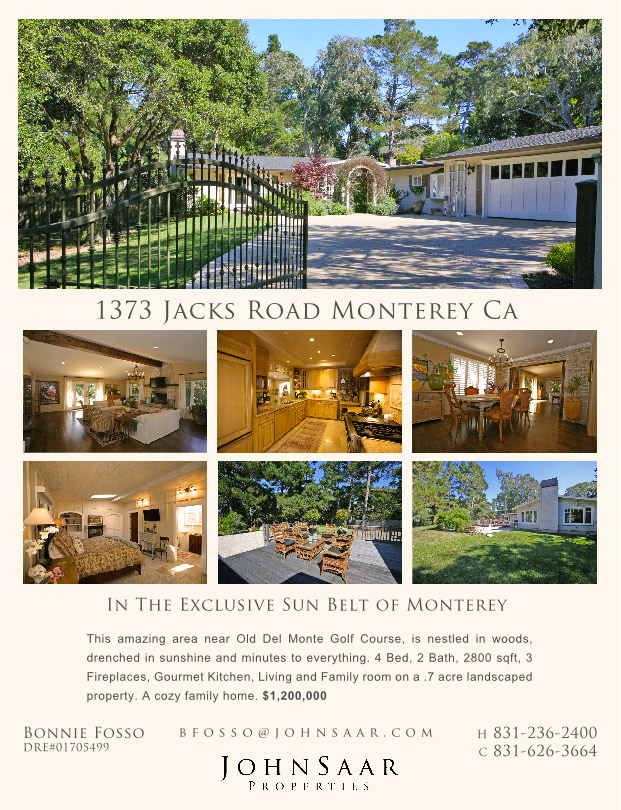 1373 Jacks Road Monterey Ca
In The Exclusive Sun Belt of Monterey
This amazing area near Old Del Monte Golf Course, is nestled in woods,
drenched in sunshine and minutes to everything. 4 Bed, 2 Bath, 2800 sqft, 3
Fireplaces, Gourmet Kitchen, Living and Family room on a .7 acre landscaped
property. A cozy family home. $1,200,000
Bonnie Fosso
DRE#01705499
bfosso@johnsaar.com
H 831-236-2400
C 831-626-3664
JohnSaar
Properties